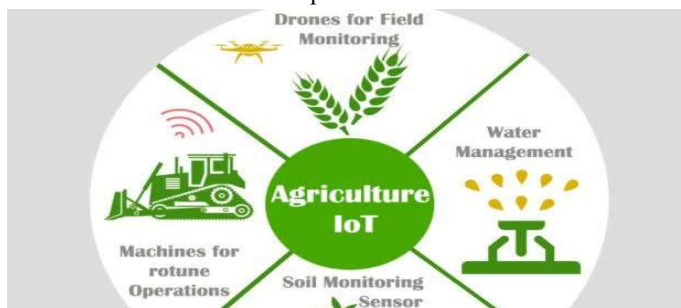 Drones for Field
Monitoring
Water
Management
Agriculture
IoT
Machines for
rotune
Operations
Soil Monitoring
Sensor